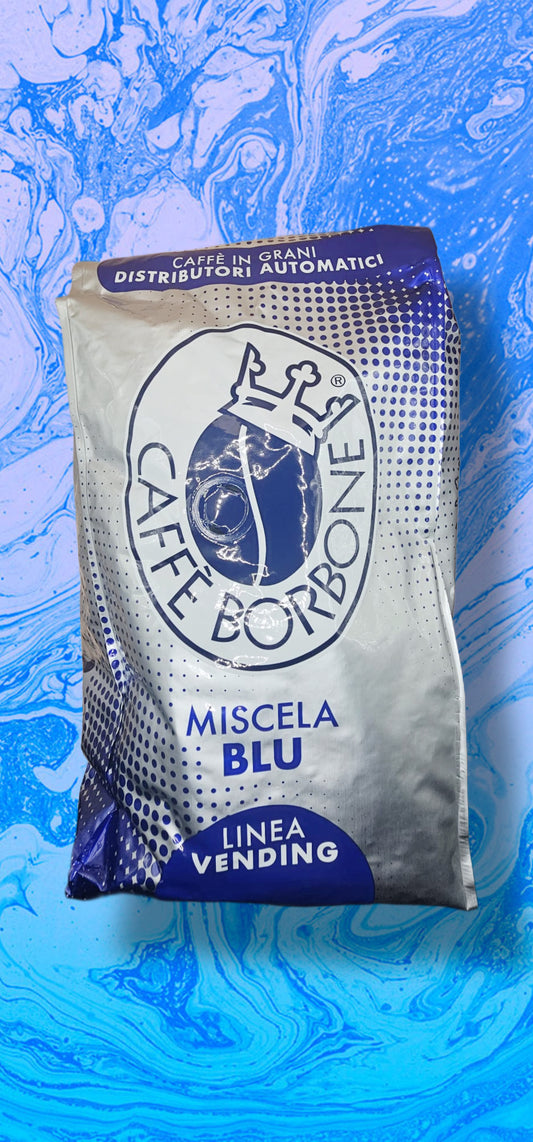 CAFFÈ IN GRANI
DISTRIBUTORI AUTOMATICI
®
CAFFÈ BORBONE
MISCELA
BLU
LINEA
VENDING